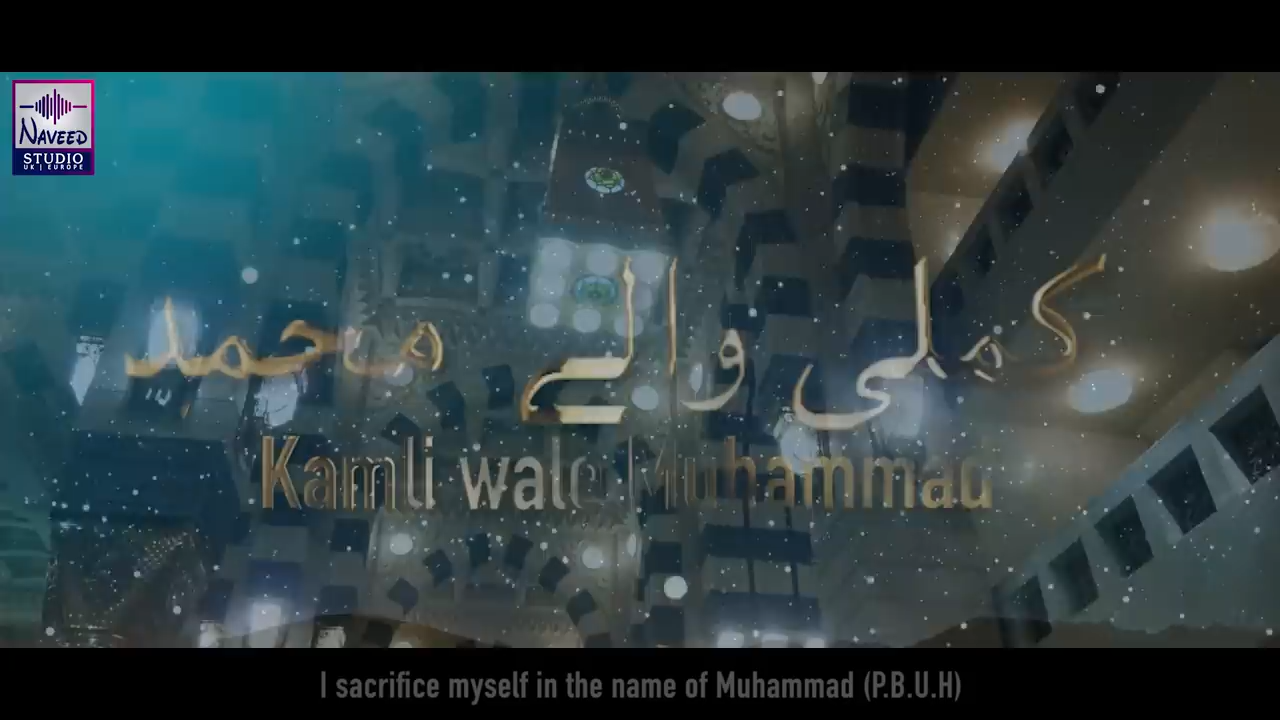 NAVEED
STUDIO
UK | EUROPE
کملی والے محمد
Kamli wale Muhammad
I sacrifice myself in the name of Muhammad (P.B.U.H)